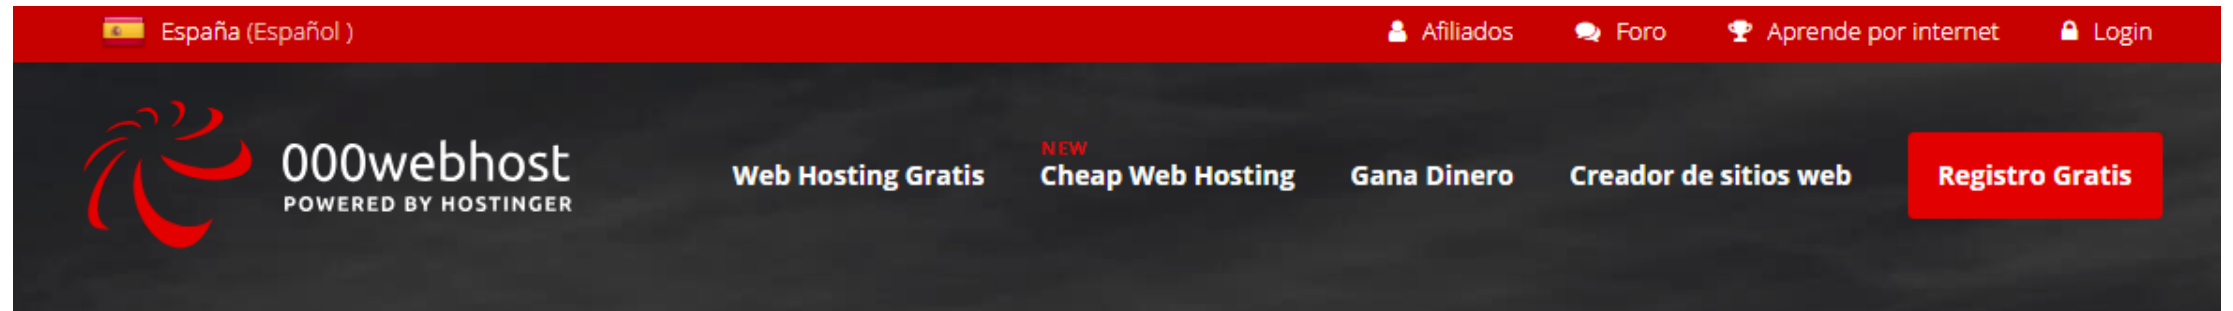 España (Español )
Afiliados
Foro
Aprende por internet
Login
000webhost
POWERED BY HOSTINGER
Web Hosting Gratis
NEW
Cheap Web Hosting
Gana Dinero
Creador de sitios web
Registro Gratis